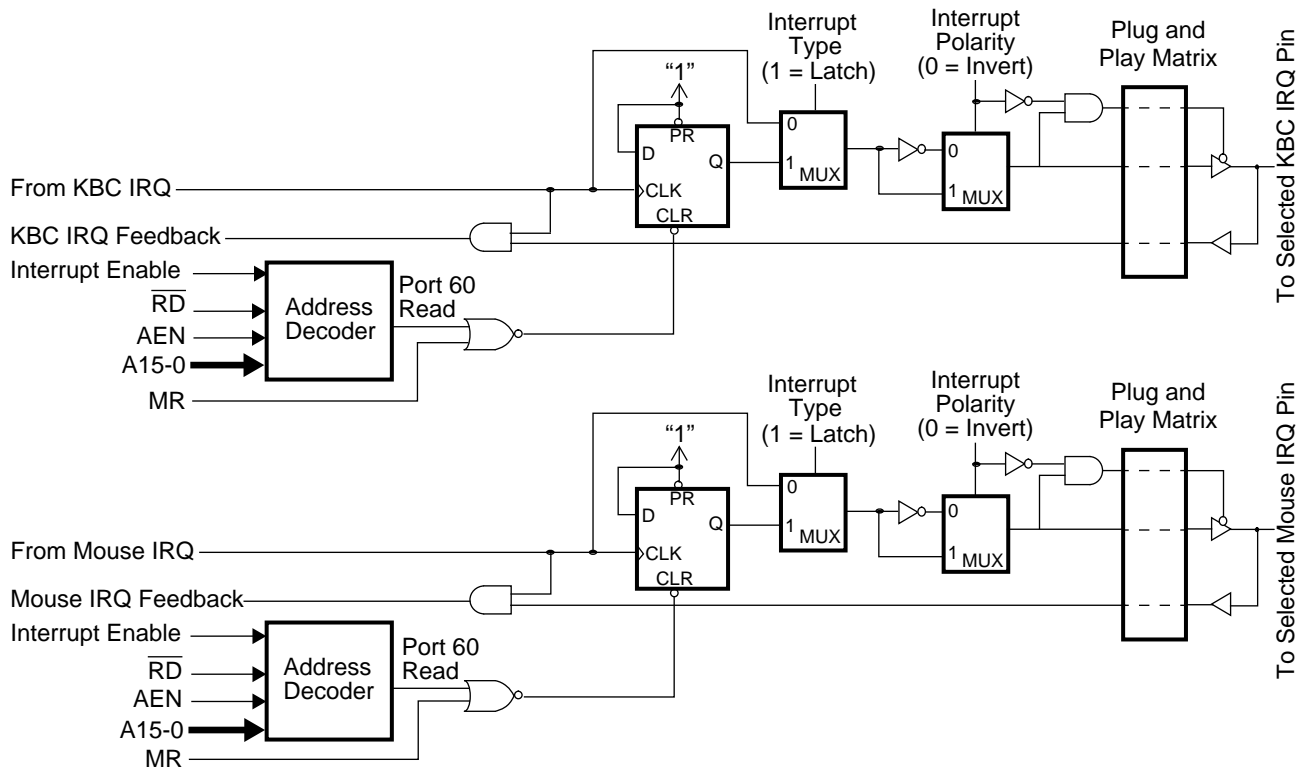 Interrupt
Type
(1 = Latch)
Interrupt
Polarity
(0 = Invert)
Plug and
Play Matrix
“1”
PR
D
Q
CLK
CLR
0
1
MUX
0
1
MUX
From KBC IRQ
KBC IRQ Feedback
Interrupt Enable
RD
AEN
A15-0
MR
Address
Decoder
Port 60
Read
To Selected KBC IRQ Pin
Interrupt
Type
(1 = Latch)
Interrupt
Polarity
(0 = Invert)
Plug and
Play Matrix
“1”
PR
D
Q
CLK
CLR
0
1
MUX
0
1
MUX
From Mouse IRQ
Mouse IRQ Feedback
Interrupt Enable
RD
AEN
A15-0
MR
Address
Decoder
Port 60
Read
To Selected Mouse IRQ Pin